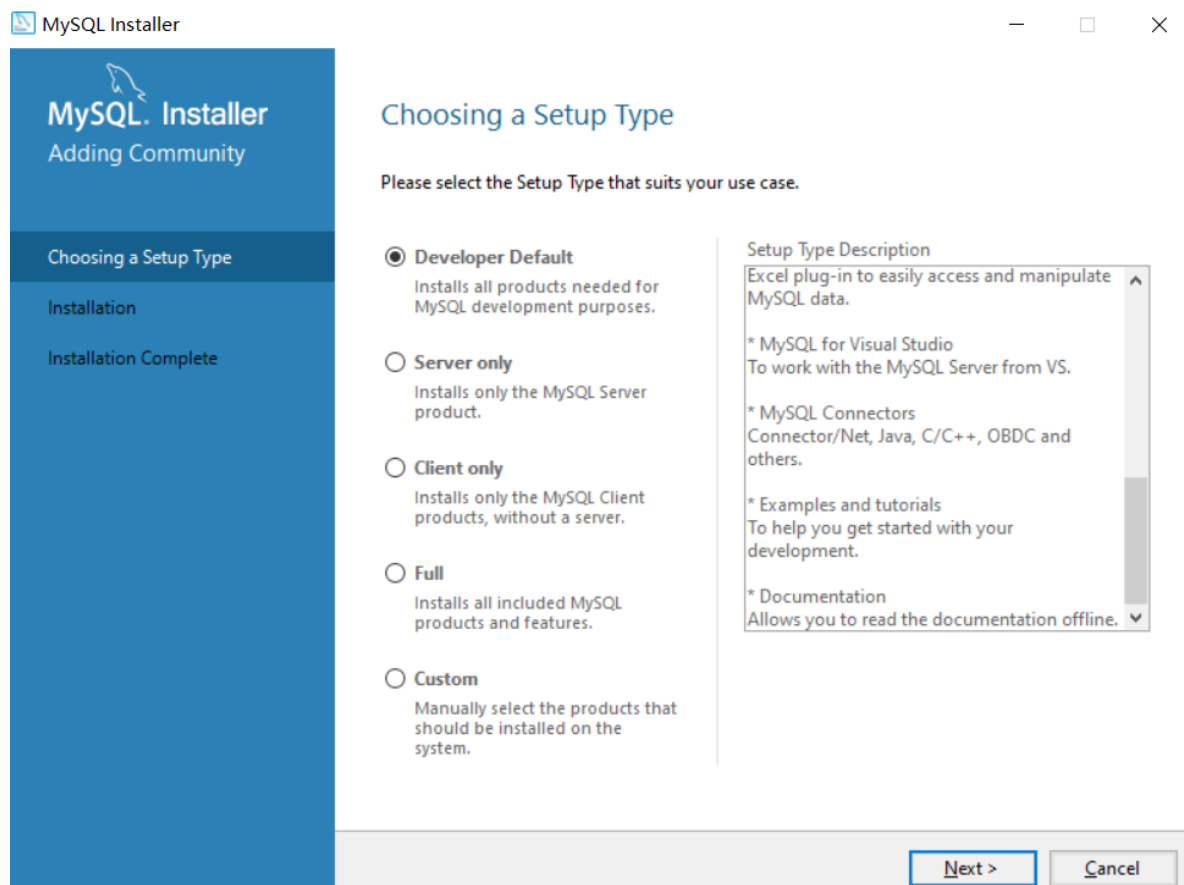 MySQL Installer
MySQL. Installer
Adding Community
Choosing a Setup Type
Installation
Installation Complete
Choosing a Setup Type
Please select the Setup Type that suits your use case.
Developer Default
Installs all products needed for
MySQL development purposes.
Server only
Installs only the MySQL Server
product.
Client only
Installs only the MySQL Client
products, without a server.
Full
Installs all included MySQL
products and features.
Custom
Manually select the products that
should be installed on the
system.
Setup Type Description
Excel plug-in to easily access and manipulate
MySQL data.
* MySQL for Visual Studio
To work with the MySQL Server from VS.
* MySQL Connectors
Connector/Net, Java, C/C++, OBDC and
others.
* Examples and tutorials
To help you get started with your
development.
* Documentation
Allows you to read the documentation offline.
Next >
Cancel